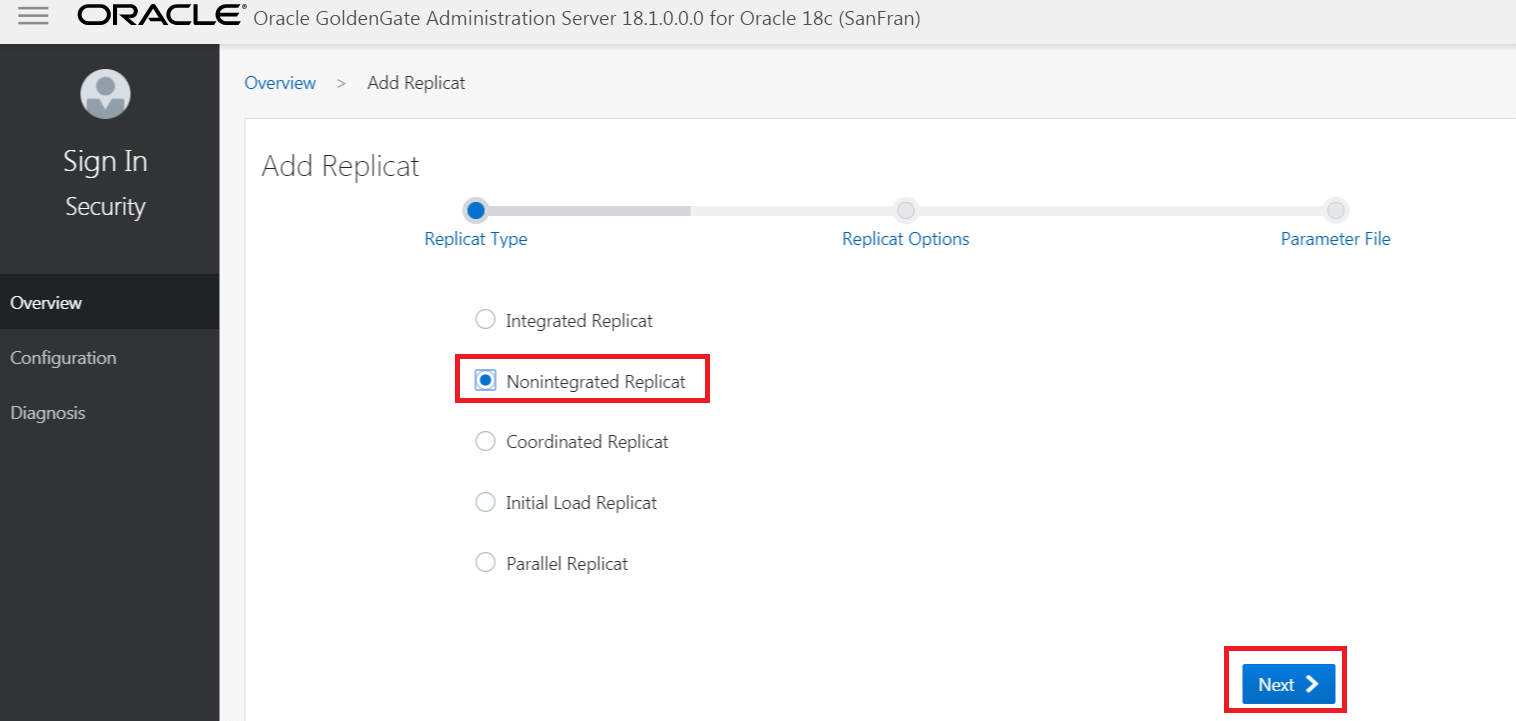 ORACLE® Oracle GoldenGate Administration Server 18.1.0.0.0 for Oracle 18c (SanFran)
Sign In
Security
Overview
Configuration
Diagnosis
Overview > Add Replicat
Add Replicat
Replicat Type Replicat Options Parameter File
Integrated Replicat
Nonintegrated Replicat
Coordinated Replicat
Initial Load Replicat
Parallel Replicat
Next